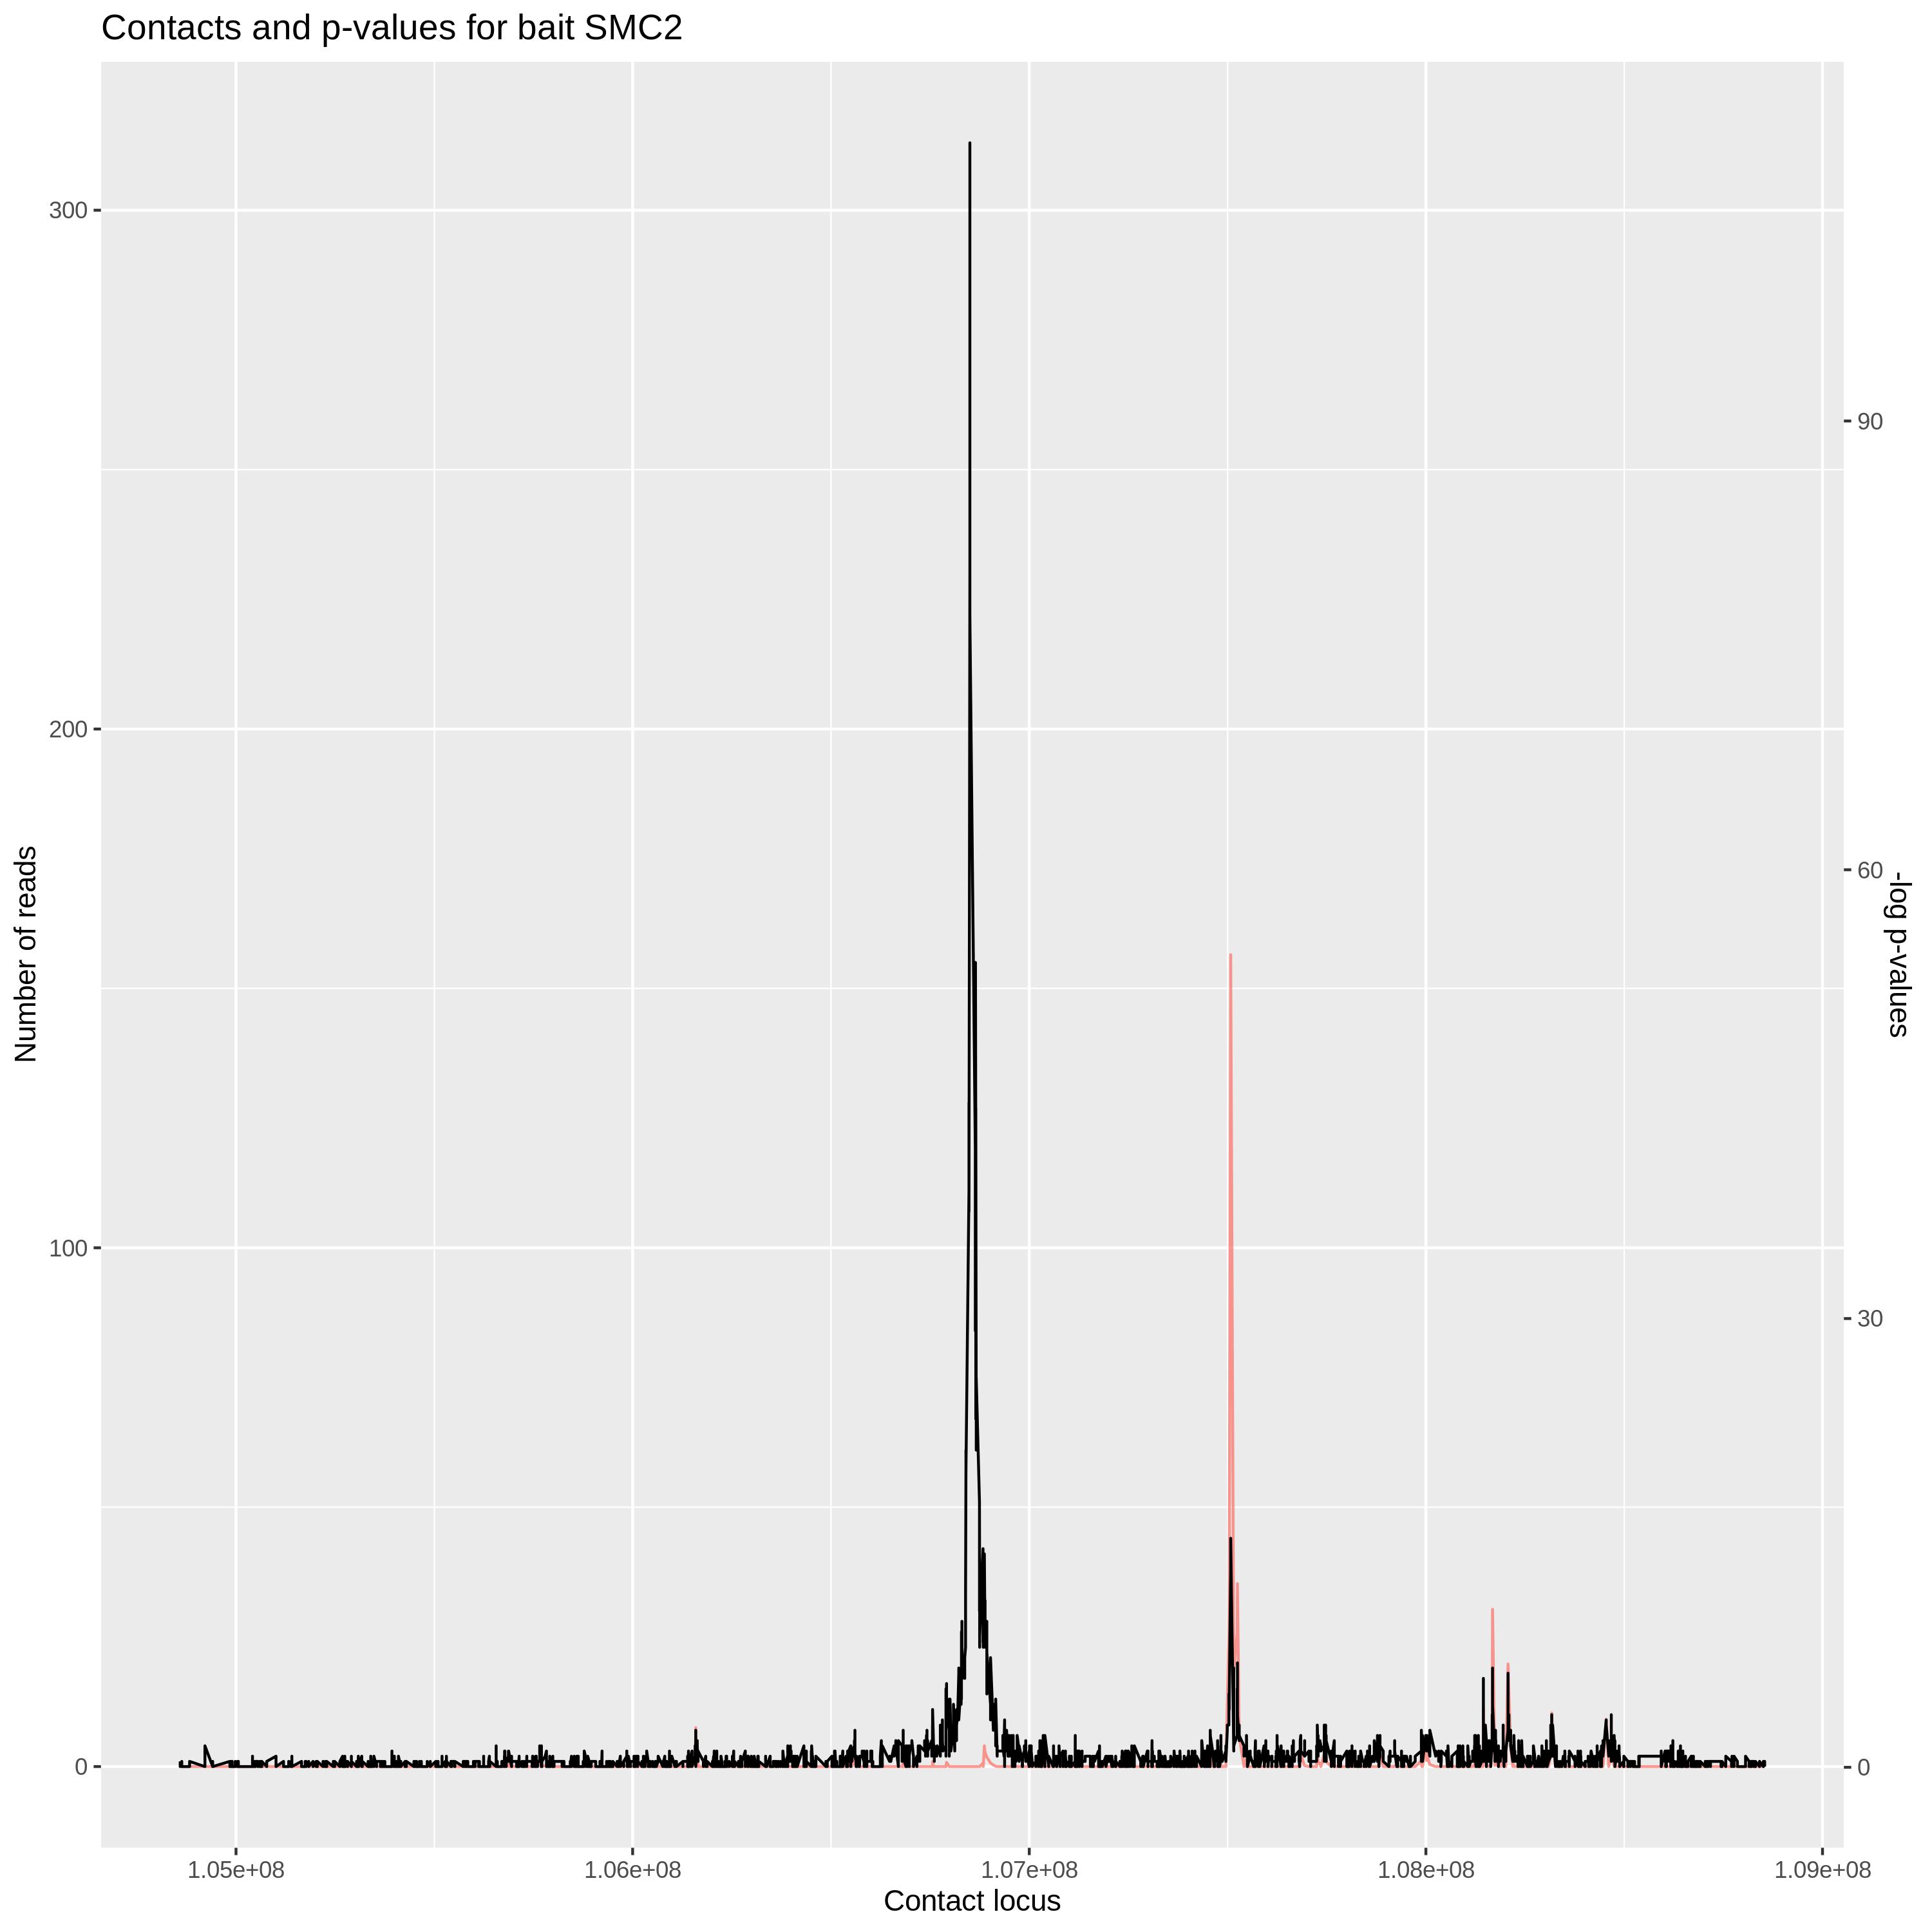 Contacts and p-values for bait SMC2
Number of reads
300
200
100
0
90
60
30
0
-log p-values
1.05e+08
1.06e+08
1.07e+08
1.08e+08
1.09e+08
Contact locus